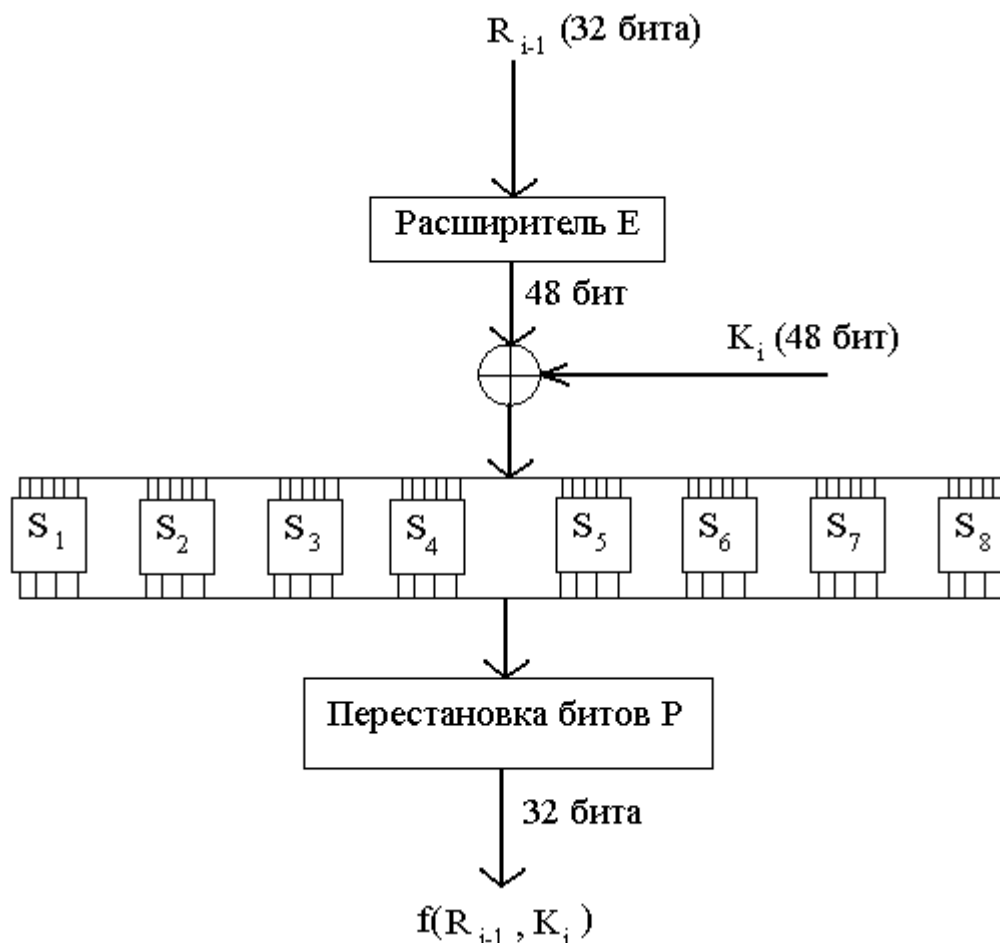 R i-1 (32 бита)
Расширитель E
48 бит
K i (48 бит)
S 1 S 2 S 3 S 4 S 5 S 6 S 7 S 8
Перестановка битов P
32 бита
f(R i-1 , K i )